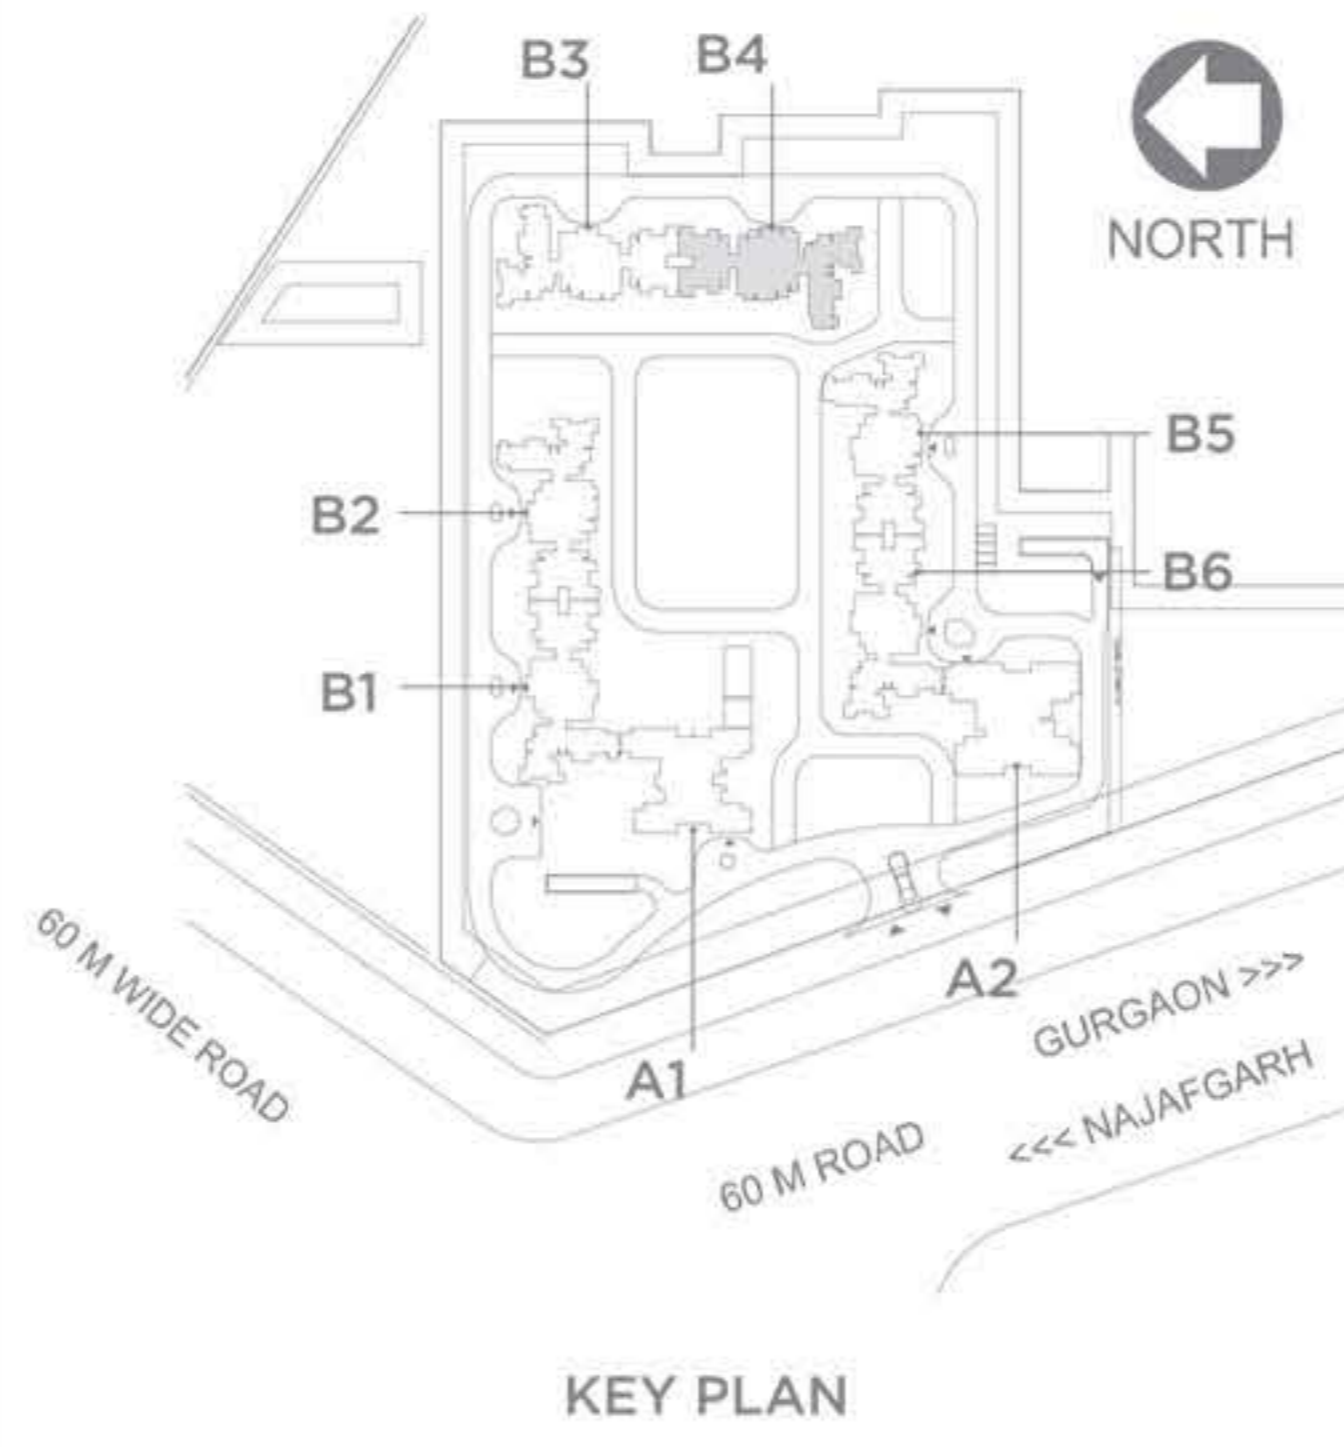 B3
B4
NORTH
B5
B2
B6
B1
A2
GURGAON >>>
60 M WIDE ROAD
A1
<<< NAJAFGARH
60 M ROAD
KEY PLAN